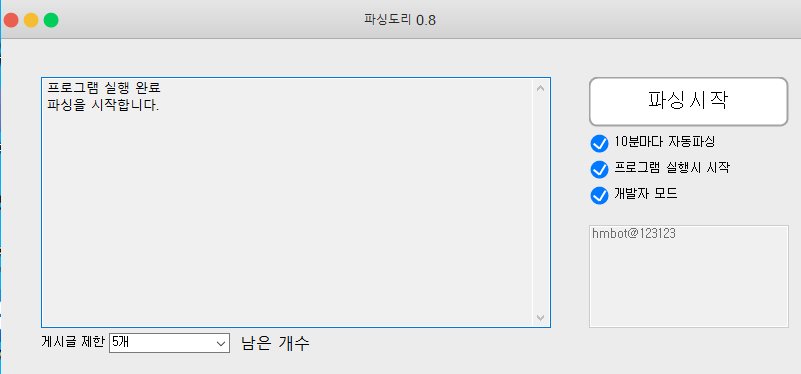 파싱도리 0.8
프로그램 실행 완료
파싱을 시작합니다.
파싱시작
10분마다 자동파싱
프로그램 실행시 시작
개발자 모드
hmbot@123123
게시글 제한 5개 남은 개수